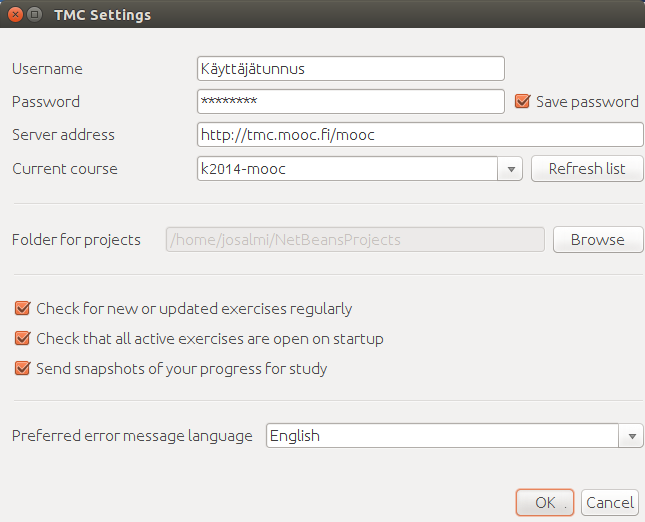 TMC Settings
Username Käyttäjätunnus
Password ******** Save password
Server address http://tmc.mooc.fi/mooc
Current course k2014-mooc Refresh list
Folder for projects /home/josalmi/NetBeansProjects Browse
Check for new or updated exercises regularly
Check that all active exercises are open on startup
Send snapshots of your progress for study
Preferred error message language English
OK Cancel